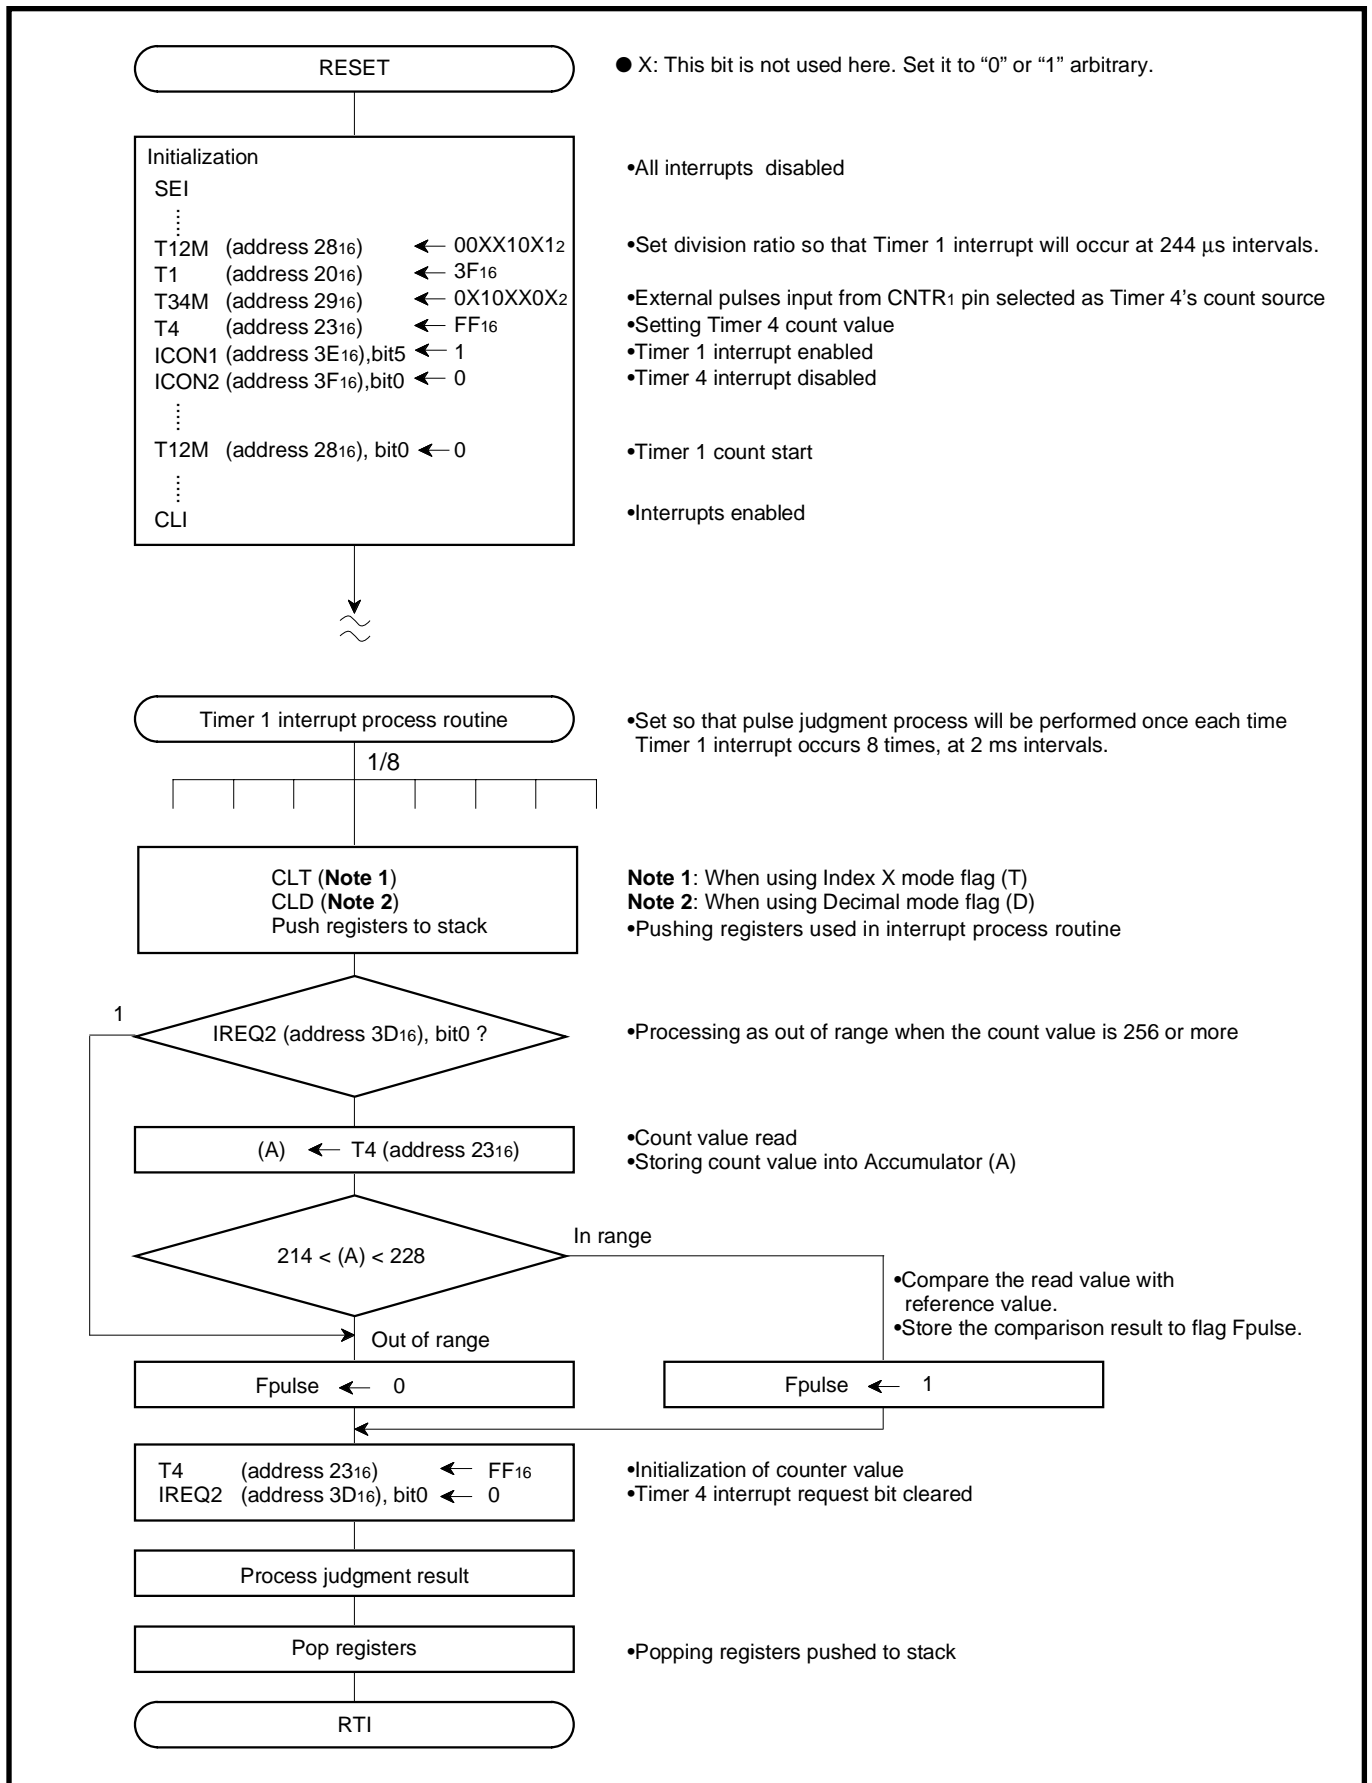 RESET
● X: This bit is not used here. Set it to “0” or “1” arbitrary.
Initialization
SEI
•All interrupts disabled
T12M (address 2816) ← 00XX10X12
•Set division ratio so that Timer 1 interrupt will occur at 244 μs intervals.
T1 (address 2016) ← 3F16
T34M (address 2916) ← 0X10XX0X2
•External pulses input from CNTR1 pin selected as Timer 4’s count source
T4 (address 2316) ← FF16
•Setting Timer 4 count value
ICON1 (address 3E16),bit5 ← 1
•Timer 1 interrupt enabled
ICON2 (address 3F16),bit0 ← 0
•Timer 4 interrupt disabled
T12M (address 2816), bit0 ← 0
•Timer 1 count start
CLI
•Interrupts enabled
Timer 1 interrupt process routine
•Set so that pulse judgment process will be performed once each time
Timer 1 interrupt occurs 8 times, at 2 ms intervals.
1/8
CLT (Note 1)
Note 1: When using Index X mode flag (T)
CLD (Note 2)
Note 2: When using Decimal mode flag (D)
Push registers to stack
•Pushing registers used in interrupt process routine
1
IREQ2 (address 3D16), bit0 ?
•Processing as out of range when the count value is 256 or more
(A) ← T4 (address 2316)
•Count value read
•Storing count value into Accumulator (A)
In range
214 < (A) < 228
•Compare the read value with
reference value.
•Store the comparison result to flag Fpulse.
Out of range
Fpulse ← 0
Fpulse ← 1
T4 (address 2316) ← FF16
•Initialization of counter value
IREQ2 (address 3D16), bit0 ← 0
•Timer 4 interrupt request bit cleared
Process judgment result
Pop registers
•Popping registers pushed to stack
RTI